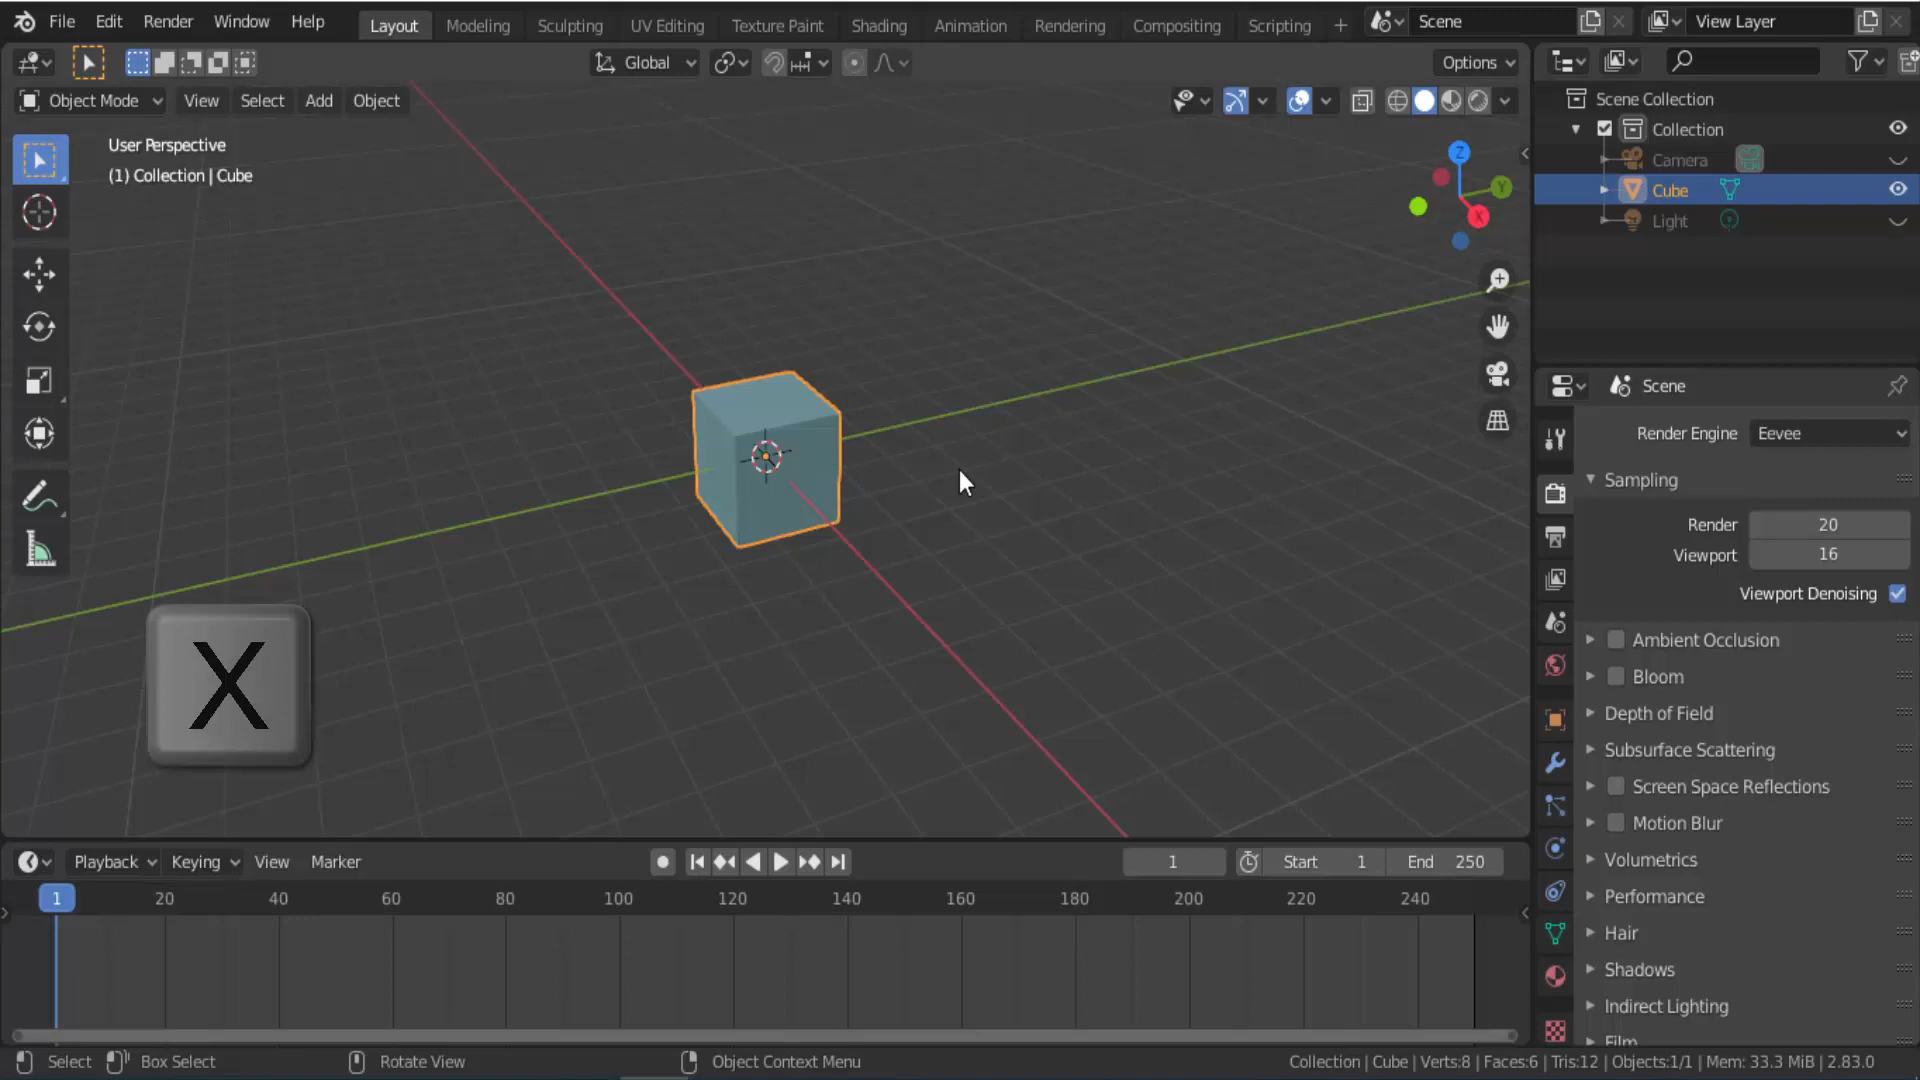 File Edit Render Window Help Layout Modeling Sculpting UV Editing Texture Paint Shading Animation Rendering Compositing Scripting + Scene View Layer
Global Options
Object Mode View Select Add Object
User Perspective
(1) Collection | Cube
Z
Y
X
Scene Collection
Collection
Camera
Cube
Light
Scene
Render Engine Eevee
Sampling
Render 20
Viewport 16
Viewport Denoising
Ambient Occlusion
Bloom
Depth of Field
Subsurface Scattering
Screen Space Reflections
Motion Blur
Volumetrics
Performance
Hair
Shadows
Indirect Lighting
Film
X
Playback Keying View Marker 1 Start 1 End 250
1 20 40 60 80 100 120 140 160 180 200 220 240
Select Box Select Rotate View Object Context Menu Collection | Cube | Verts:8 | Faces:6 | Tris:12 | Objects:1/1 | Mem: 33.3 MiB | 2.83.0